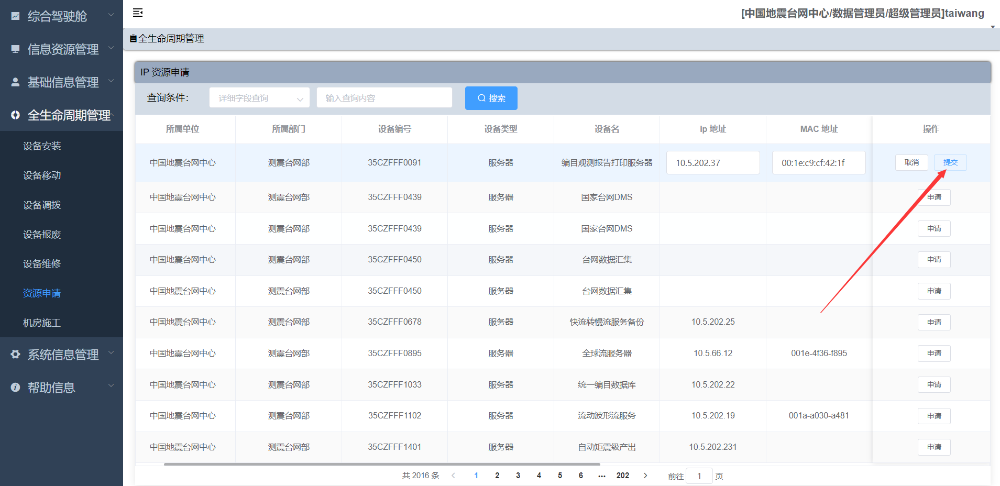 综合驾驶舱
信息资源管理
基础信息管理
全生命周期管理
设备安装
设备移动
设备调拨
设备报废
设备维修
资源申请
机房施工
系统信息管理
帮助信息
[中国地震台网中心/数据管理员/超级管理员]taiwang
全生命周期管理
IP 资源申请
查询条件： 详细字段查询 输入查询内容 搜索
所属单位 所属部门 设备编号 设备类型 设备名 ip 地址 MAC 地址 操作
中国地震台网中心 测震台网部 35CZFFF0091 服务器 编目观测报告打印服务器 10.5.202.37 00:1e:c9:cf:42:1f 取消 提交
中国地震台网中心 测震台网部 35CZFFF0439 服务器 国家台网DMS 申请
中国地震台网中心 测震台网部 35CZFFF0439 服务器 国家台网DMS 申请
中国地震台网中心 测震台网部 35CZFFF0450 服务器 台网数据汇集 申请
中国地震台网中心 测震台网部 35CZFFF0450 服务器 台网数据汇集 申请
中国地震台网中心 测震台网部 35CZFFF0678 服务器 快流转慢流服务备份 10.5.202.25 申请
中国地震台网中心 测震台网部 35CZFFF0895 服务器 全球流服务器 10.5.66.12 001e-4f36-f895 申请
中国地震台网中心 测震台网部 35CZFFF1033 服务器 统一编目数据库 10.5.202.22 申请
中国地震台网中心 测震台网部 35CZFFF1102 服务器 流动波形流服务 10.5.202.19 001a-a030-a481 申请
中国地震台网中心 测震台网部 35CZFFF1401 服务器 自动矩震级产出 10.5.202.231 申请
共 2016 条 1 2 3 4 5 6 ... 202 前往 1 页